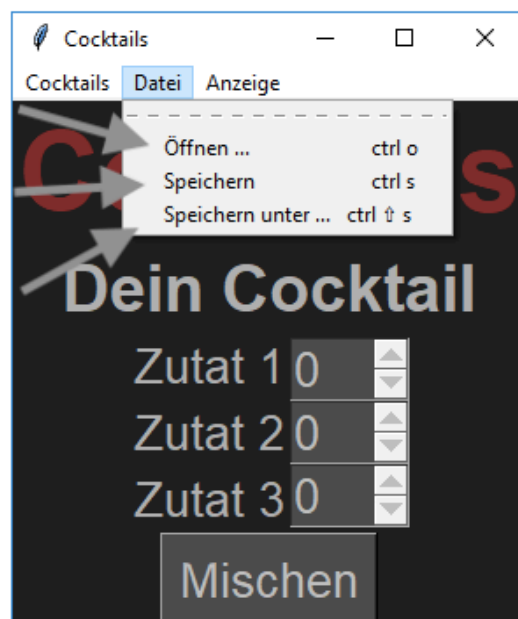 Cocktails
Cocktails Datei Anzeige
Öffnen ... ctrl o
Speichern ctrl s
Speichern unter ... ctrl ⇧ s
Dein Cocktail
Zutat 1 0
Zutat 2 0
Zutat 3 0
Mischen